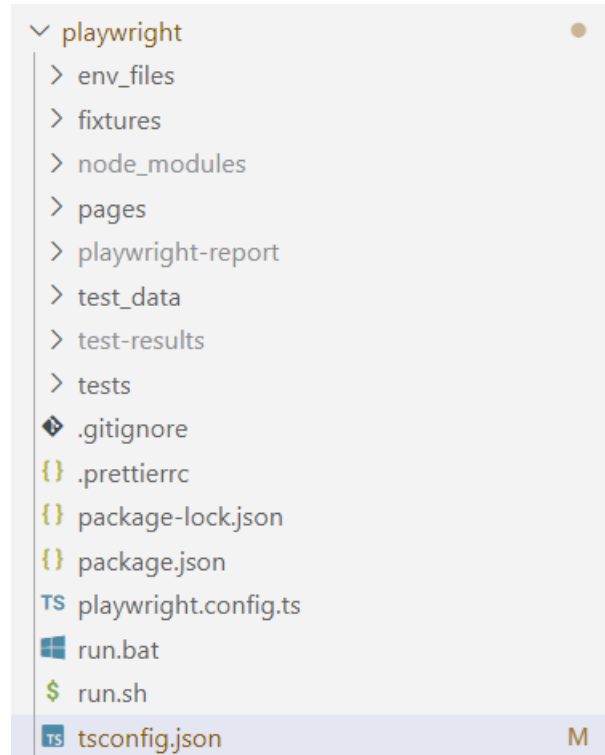 playwright
env_files
fixtures
node_modules
pages
playwright-report
test_data
test-results
tests
.gitignore
{} .prettierrc
{} package-lock.json
{} package.json
TS playwright.config.ts
run.bat
$ run.sh
TS tsconfig.json M